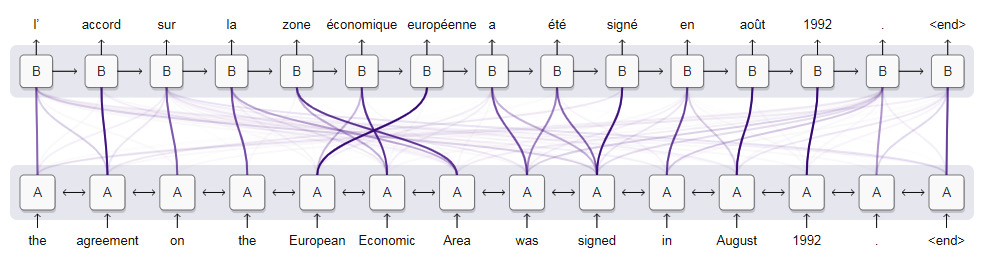 l' accord sur la zone économique européenne a été signé en août 1992 . <end>
B B B B B B B B B B B B B B B
A A A A A A A A A A A A A A
the agreement on the European Economic Area was signed in August 1992 . <end>